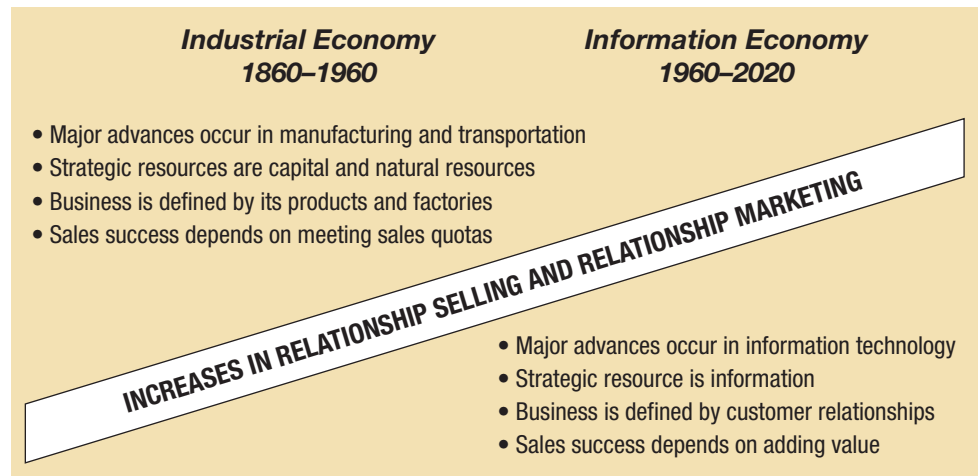 Industrial Economy
1860–1960
• Major advances occur in manufacturing and transportation
• Strategic resources are capital and natural resources
• Business is defined by its products and factories
• Sales success depends on meeting sales quotas
Information Economy
1960–2020
INCREASES IN RELATIONSHIP SELLING AND RELATIONSHIP MARKETING
• Major advances occur in information technology
• Strategic resource is information
• Business is defined by customer relationships
• Sales success depends on adding value